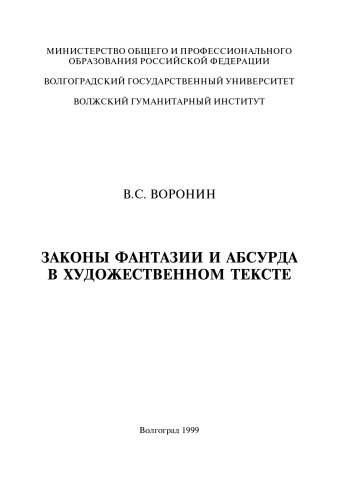 МИНИСТЕРСТВО ОБЩЕГО И ПРОФЕССИОНАЛЬНОГО
ОБРАЗОВАНИЯ РОССИЙСКОЙ ФЕДЕРАЦИИ
ВОЛГОГРАДСКИЙ ГОСУДАРСТВЕННЫЙ УНИВЕРСИТЕТ
ВОЛЖСКИЙ ГУМАНИТАРНЫЙ ИНСТИТУТ
В.С. ВОРОНИН
ЗАКОНЫ ФАНТАЗИИ И АБСУРДА
В ХУДОЖЕСТВЕННОМ ТЕКСТЕ
Волгоград 1999